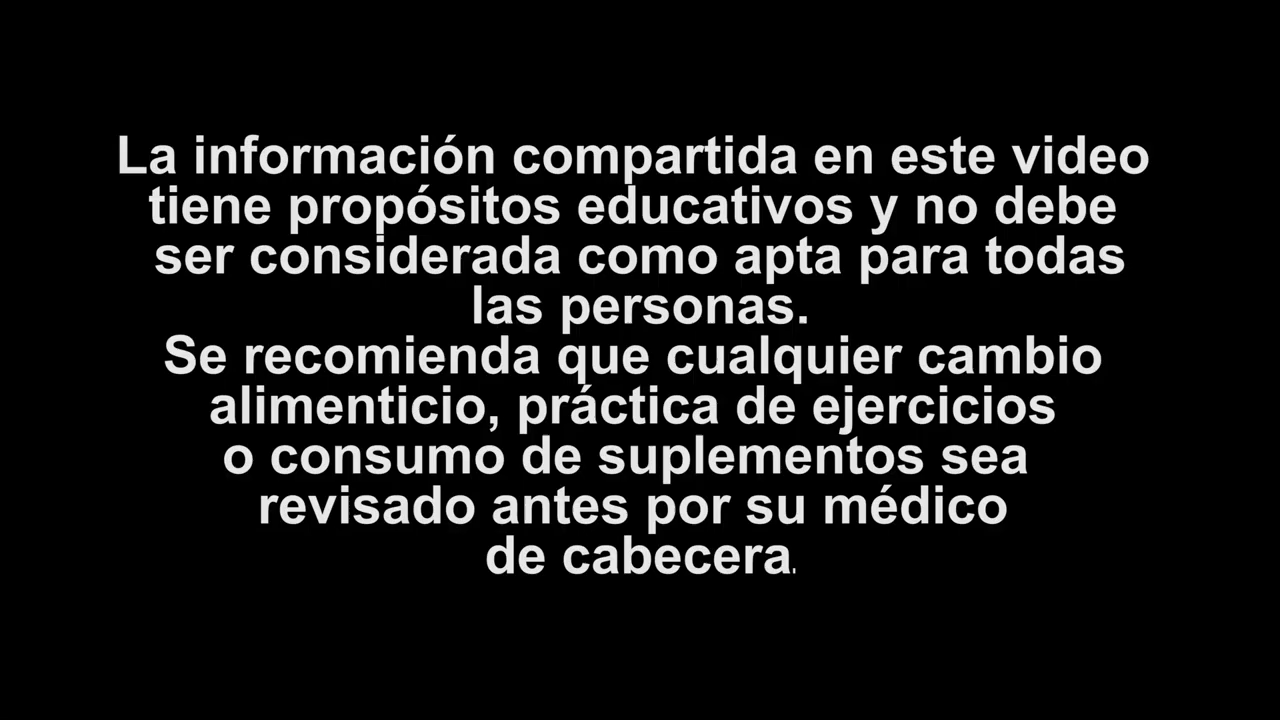 La información compartida en este video
tiene propósitos educativos y no debe
ser considerada como apta para todas
las personas.
Se recomienda que cualquier cambio
alimenticio, práctica de ejercicios
o consumo de suplementos sea
revisado antes por su médico
de cabecera.